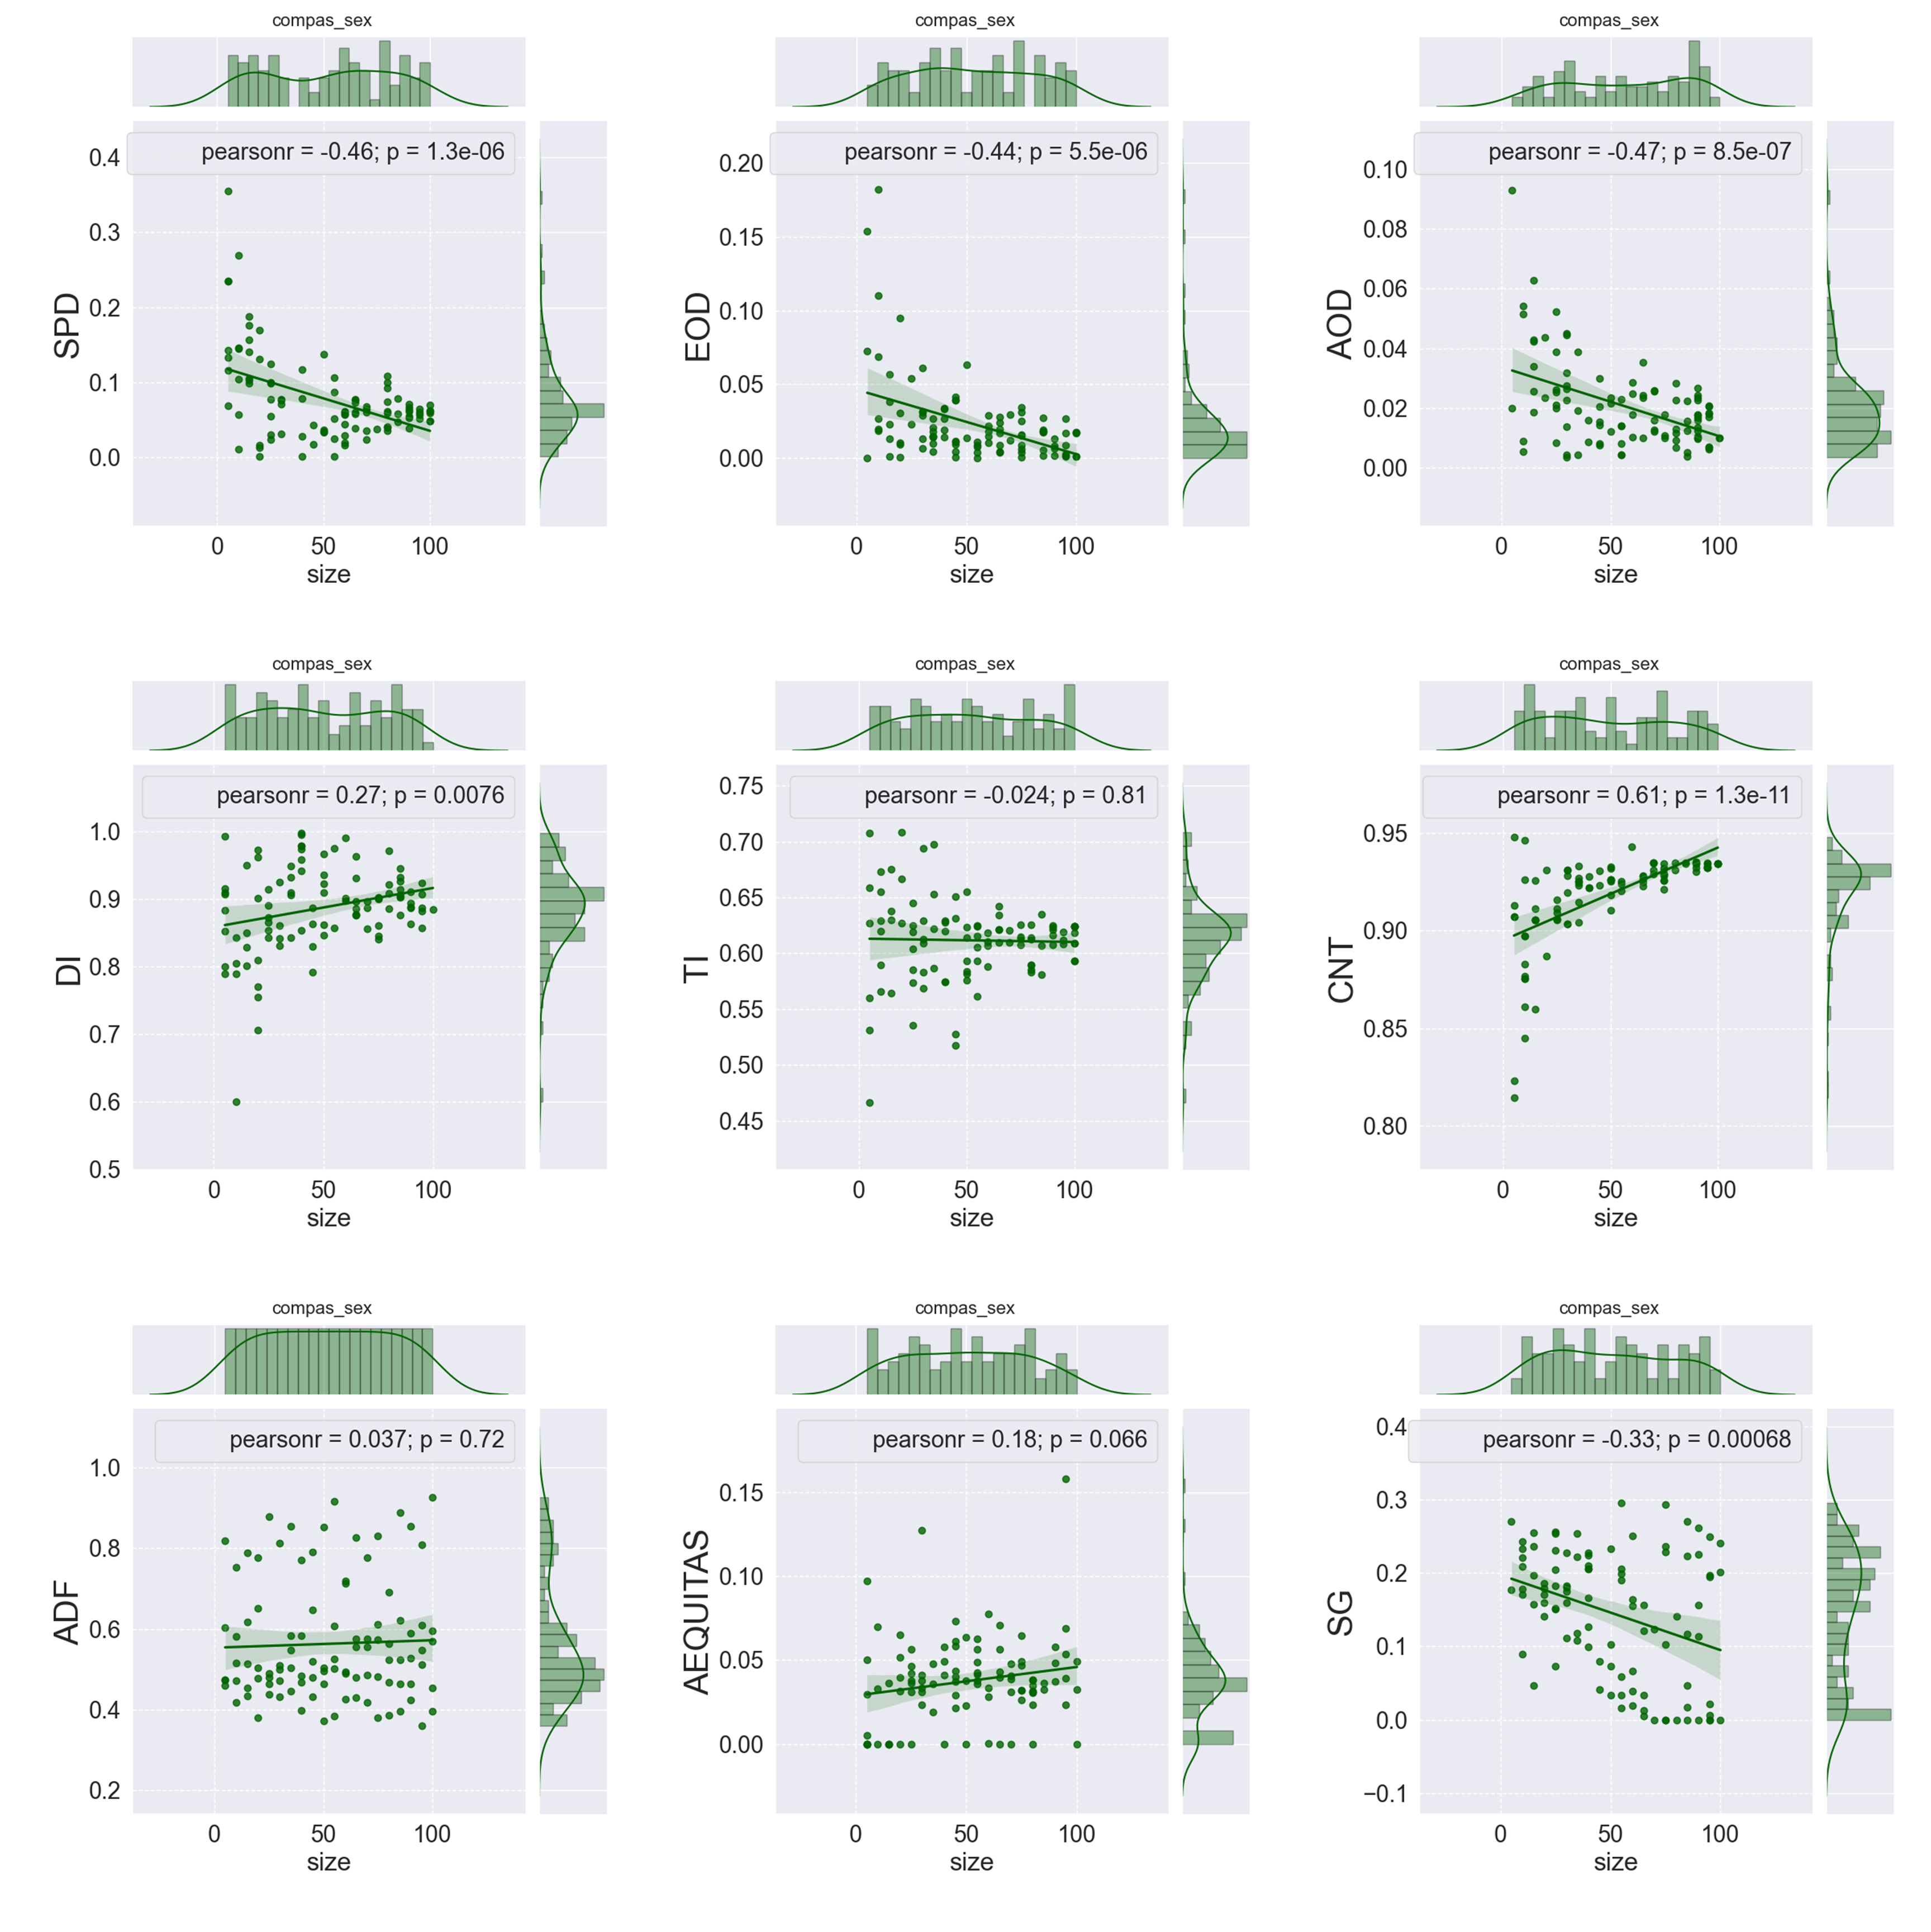 compas_sex
pearsonr = -0.46; p = 1.3e-06
SPD
0.4
0.3
0.2
0.1
0.0
0 50 100
size
compas_sex
pearsonr = -0.44; p = 5.5e-06
EOD
0.20
0.15
0.10
0.05
0.00
0 50 100
size
compas_sex
pearsonr = -0.47; p = 8.5e-07
AOD
0.10
0.08
0.06
0.04
0.02
0.00
0 50 100
size
compas_sex
pearsonr = 0.27; p = 0.0076
DI
1.0
0.9
0.8
0.7
0.6
0.5
0 50 100
size
compas_sex
pearsonr = -0.024; p = 0.81
TI
0.75
0.70
0.65
0.60
0.55
0.50
0.45
0 50 100
size
compas_sex
pearsonr = 0.61; p = 1.3e-11
CNT
0.95
0.90
0.85
0.80
0 50 100
size
compas_sex
pearsonr = 0.037; p = 0.72
ADF
1.0
0.8
0.6
0.4
0.2
0 50 100
size
compas_sex
pearsonr = 0.18; p = 0.066
AEQUITAS
0.15
0.10
0.05
0.00
0 50 100
size
compas_sex
pearsonr = -0.33; p = 0.00068
SG
0.4
0.3
0.2
0.1
0.0
−0.1
0 50 100
size